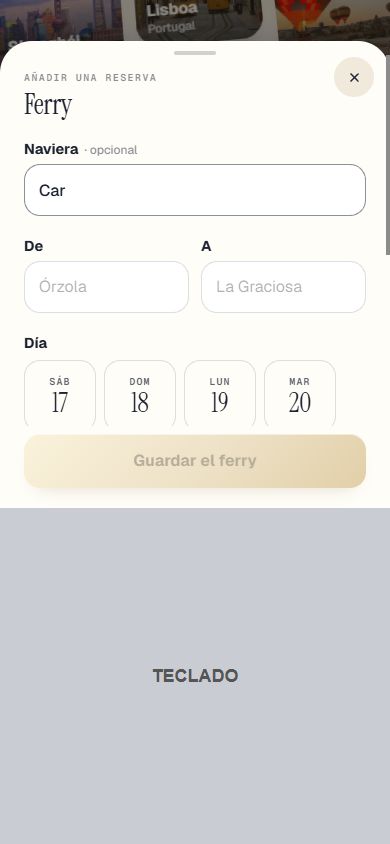 Lisboa
Portugal
AÑADIR UNA RESERVA
×
Ferry
Naviera · opcional
Car
De
A
Órzola
La Graciosa
Día
SÁB
DOM
LUN
MAR
17
18
19
20
Guardar el ferry
TECLADO